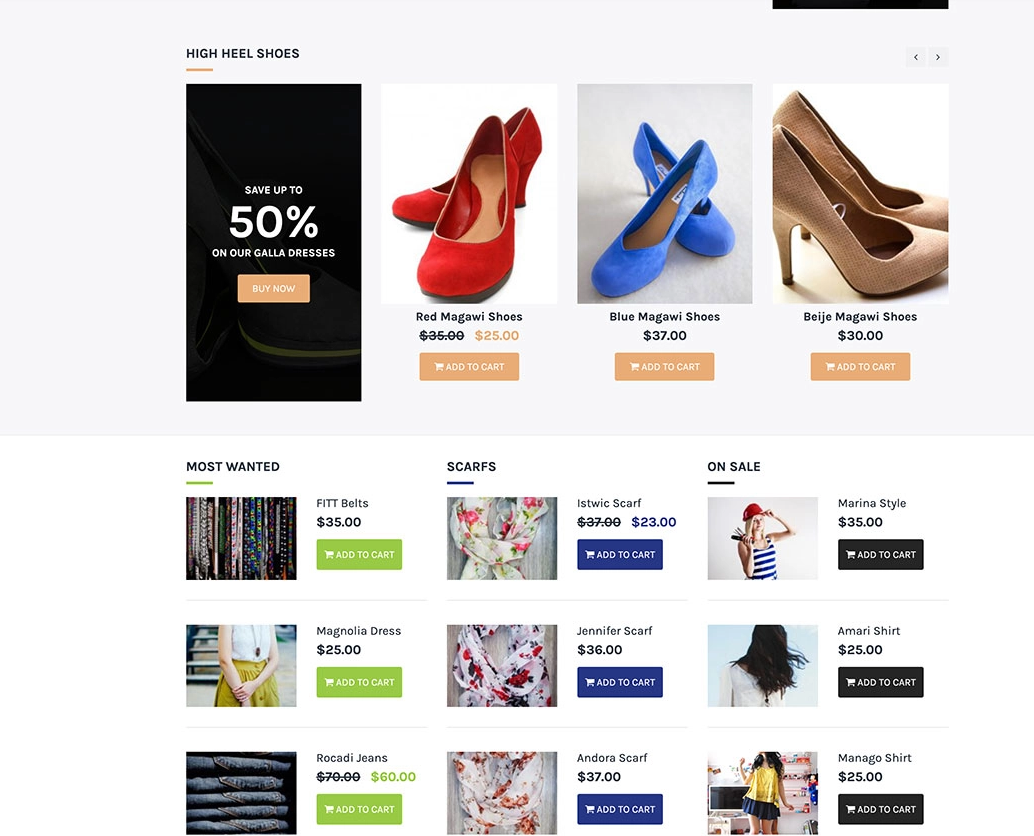 HIGH HEEL SHOES
SAVE UP TO
50%
ON OUR GALLA DRESSES
BUY NOW
Red Magawi Shoes
$35.00 $25.00
ADD TO CART
Blue Magawi Shoes
$37.00
ADD TO CART
Beije Magawi Shoes
$30.00
ADD TO CART
MOST WANTED
FITT Belts
$35.00
ADD TO CART
Magnolia Dress
$25.00
ADD TO CART
Rocadi Jeans
$70.00 $60.00
ADD TO CART
SCARFS
Istwic Scarf
$37.00 $23.00
ADD TO CART
Jennifer Scarf
$36.00
ADD TO CART
Andora Scarf
$37.00
ADD TO CART
ON SALE
Marina Style
$35.00
ADD TO CART
Amari Shirt
$25.00
ADD TO CART
Manago Shirt
$25.00
ADD TO CART